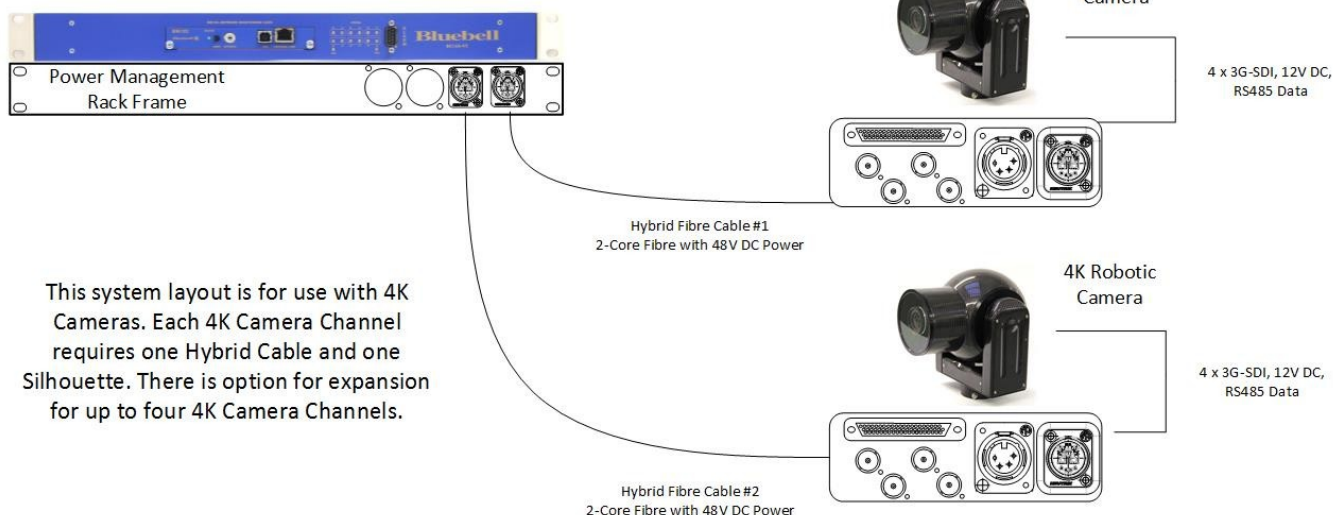 Camera
Bluebell
Power Management
Rack Frame
4 x 3G-SDI, 12V DC,
RS485 Data
Hybrid Fibre Cable #1
2-Core Fibre with 48V DC Power
This system layout is for use with 4K
Cameras. Each 4K Camera Channel
requires one Hybrid Cable and one
Silhouette. There is option for expansion
for up to four 4K Camera Channels.
4K Robotic
Camera
4 x 3G-SDI, 12V DC,
RS485 Data
Hybrid Fibre Cable #2
2-Core Fibre with 48V DC Power